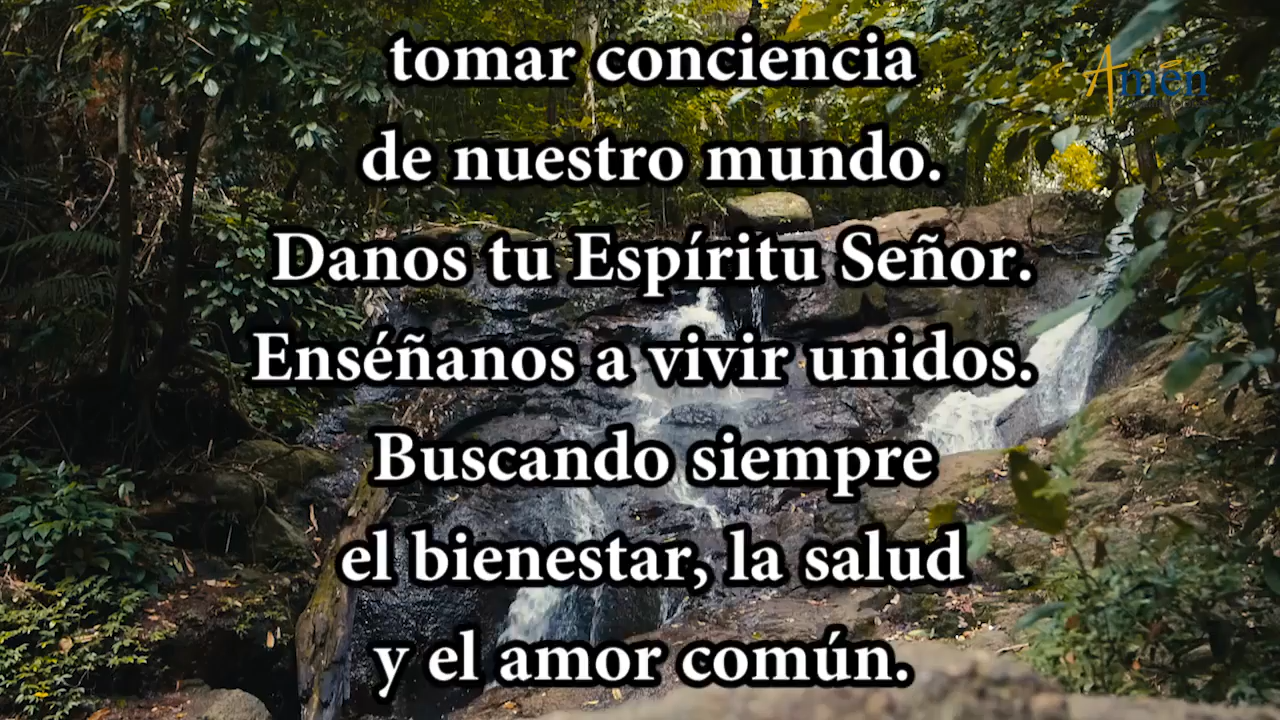 tomar conciencia
Amén
de nuestro mundo.
Danos tu Espíritu Señor.
Enséñanos a vivir unidos.
Buscando siempre
el bienestar, la salud
y el amor común.